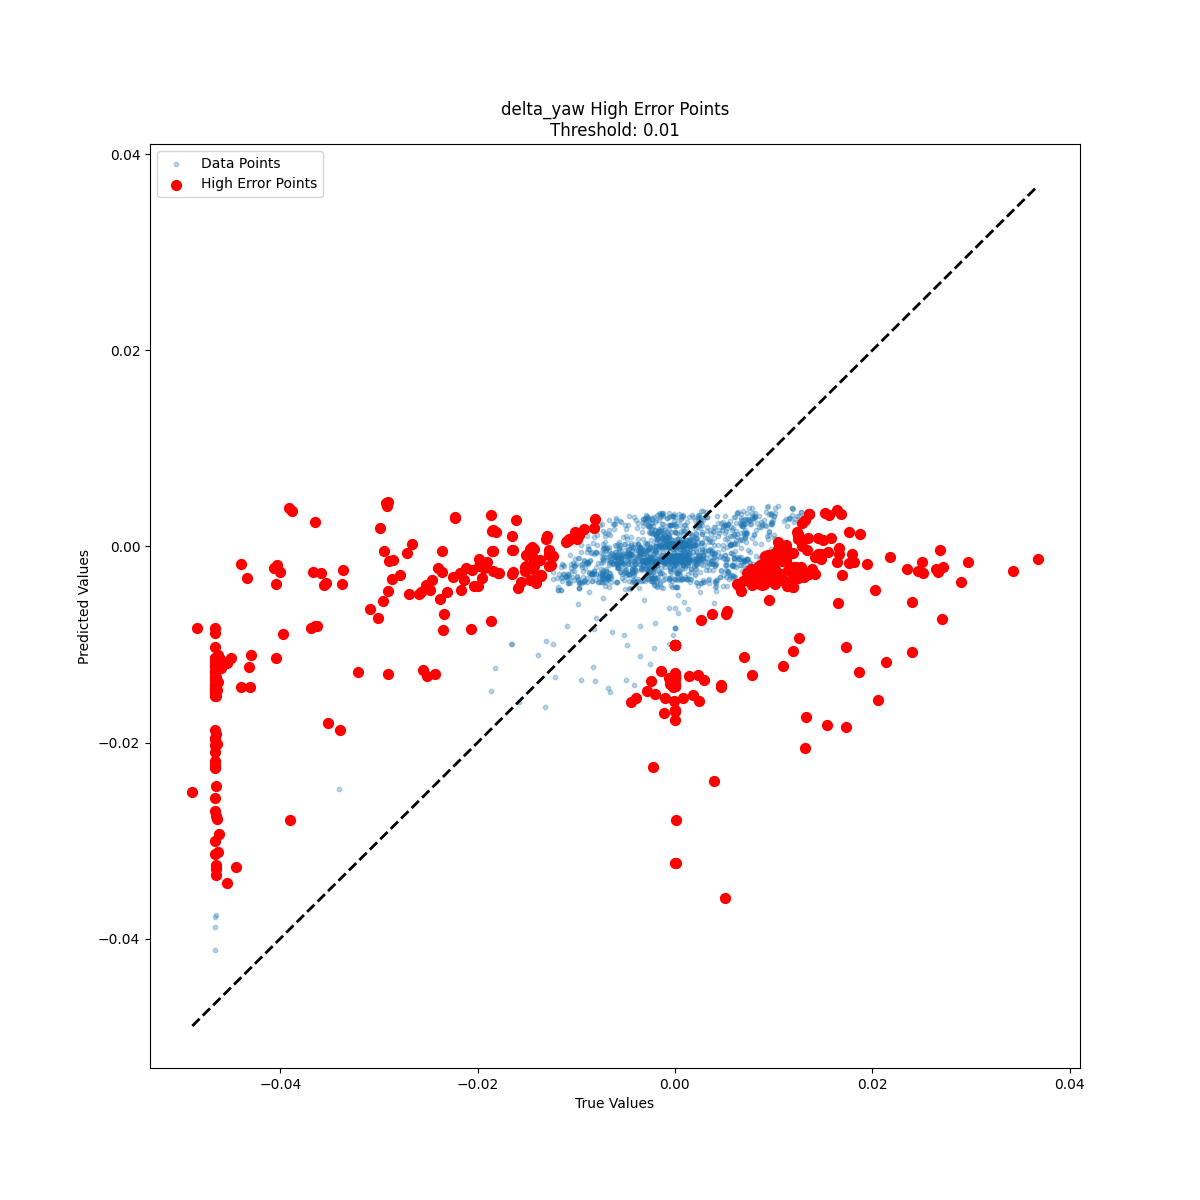 delta_yaw High Error Points
Threshold: 0.01
Data Points
High Error Points
0.04
0.02
0.00
−0.02
−0.04
Predicted Values
−0.04
−0.02
0.00
0.02
0.04
True Values